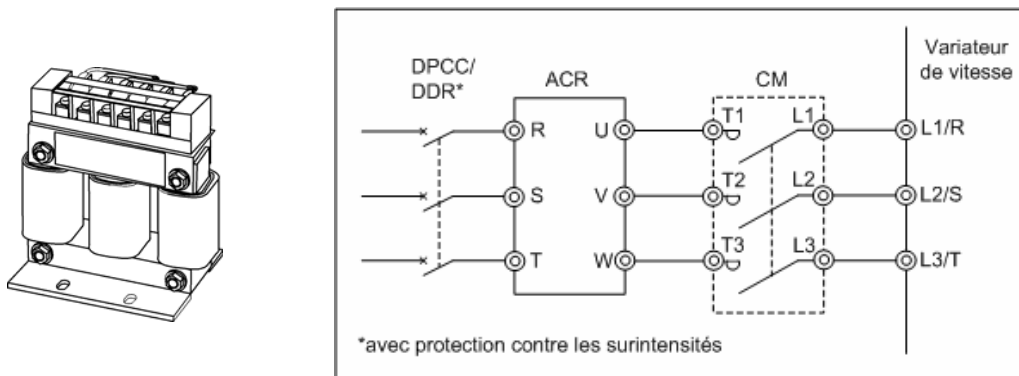 Variateur
de vitesse
DPCC/
DDR*
ACR
CM
R U T1 L1 L1/R
S V T2 L2 L2/S
T W T3 L3 L3/T
*avec protection contre les surintensités